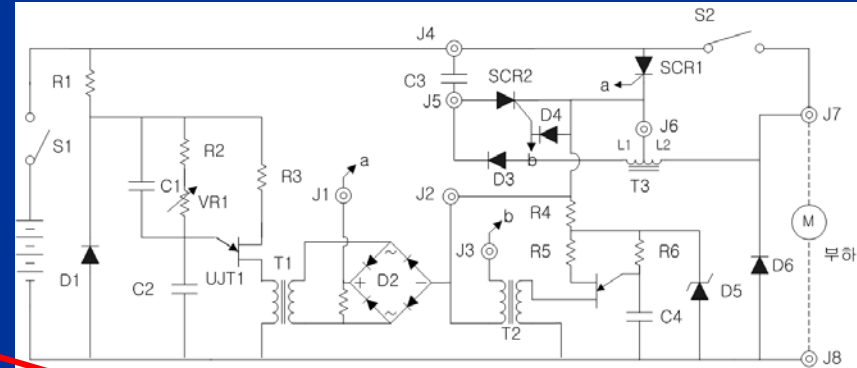 S2
J4
R1
C3
SCR2
SCR1
a
J5
D4
J6
J7
S1
R2
L1
L2
C1
R3
a
b
D3
T3
VR1
J1
J2
R4
M
b
부하
T1
J3
R5
R6
D6
D1
UJT1
+
D2
−
C2
D5
C4
T2
J8